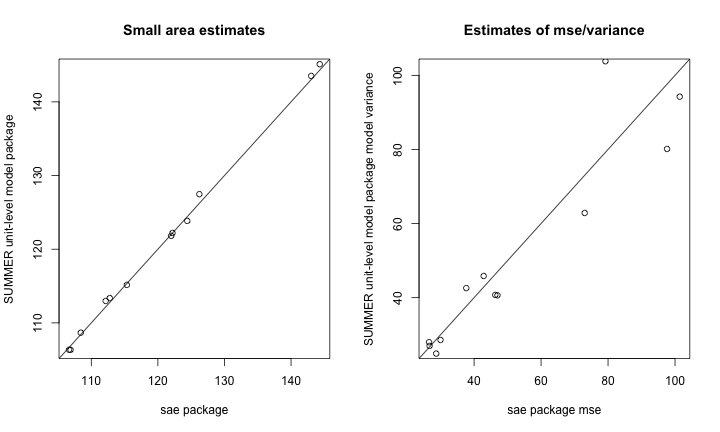 Small area estimates
SUMMER unit-level model package
140
130
120
110
110 120 130 140
sae package
Estimates of mse/variance
SUMMER unit-level model package model variance
100
80
60
40
40 60 80 100
sae package mse